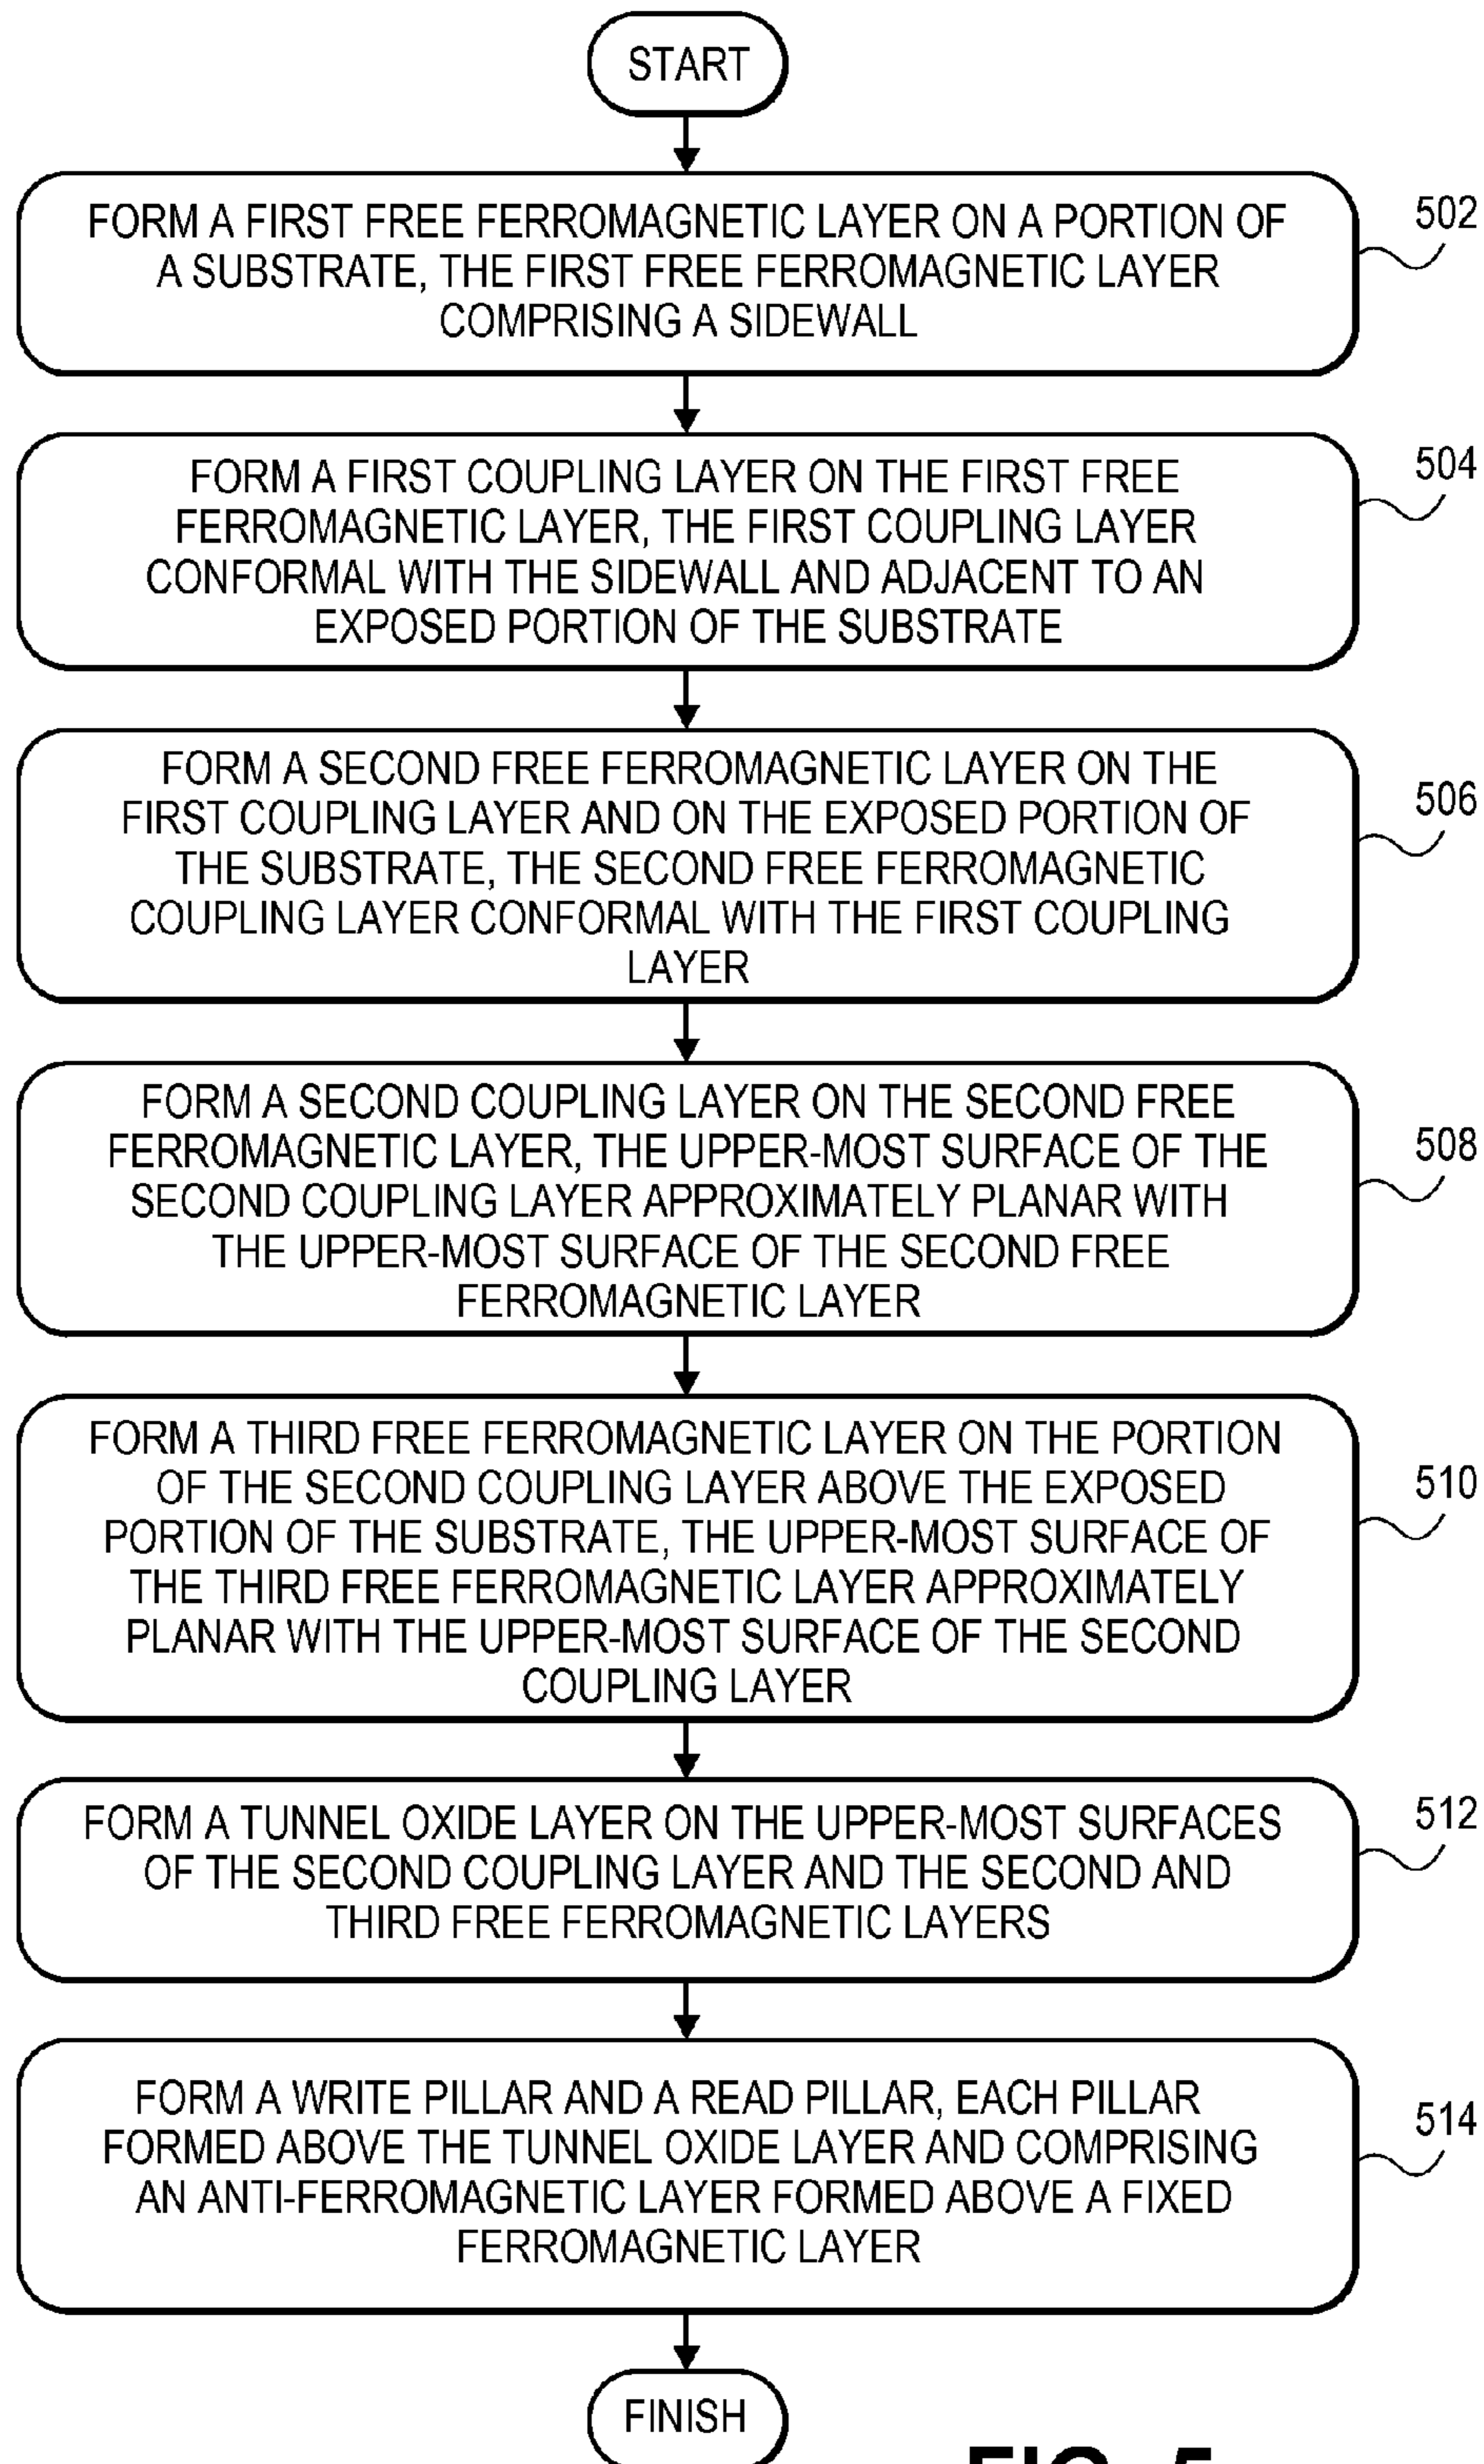 START
FORM A FIRST FREE FERROMAGNETIC LAYER ON A PORTION OF
A SUBSTRATE, THE FIRST FREE FERROMAGNETIC LAYER
COMPRISING A SIDEWALL
502
FORM A FIRST COUPLING LAYER ON THE FIRST FREE
FERROMAGNETIC LAYER, THE FIRST COUPLING LAYER
CONFORMAL WITH THE SIDEWALL AND ADJACENT TO AN
EXPOSED PORTION OF THE SUBSTRATE
504
FORM A SECOND FREE FERROMAGNETIC LAYER ON THE
FIRST COUPLING LAYER AND ON THE EXPOSED PORTION OF
THE SUBSTRATE, THE SECOND FREE FERROMAGNETIC
COUPLING LAYER CONFORMAL WITH THE FIRST COUPLING
LAYER
506
FORM A SECOND COUPLING LAYER ON THE SECOND FREE
FERROMAGNETIC LAYER, THE UPPER-MOST SURFACE OF THE
SECOND COUPLING LAYER APPROXIMATELY PLANAR WITH
THE UPPER-MOST SURFACE OF THE SECOND FREE
FERROMAGNETIC LAYER
508
FORM A THIRD FREE FERROMAGNETIC LAYER ON THE PORTION
OF THE SECOND COUPLING LAYER ABOVE THE EXPOSED
PORTION OF THE SUBSTRATE, THE UPPER-MOST SURFACE OF
THE THIRD FREE FERROMAGNETIC LAYER APPROXIMATELY
PLANAR WITH THE UPPER-MOST SURFACE OF THE SECOND
COUPLING LAYER
510
FORM A TUNNEL OXIDE LAYER ON THE UPPER-MOST SURFACES
OF THE SECOND COUPLING LAYER AND THE SECOND AND
THIRD FREE FERROMAGNETIC LAYERS
512
FORM A WRITE PILLAR AND A READ PILLAR, EACH PILLAR
FORMED ABOVE THE TUNNEL OXIDE LAYER AND COMPRISING
AN ANTI-FERROMAGNETIC LAYER FORMED ABOVE A FIXED
FERROMAGNETIC LAYER
514
FINISH